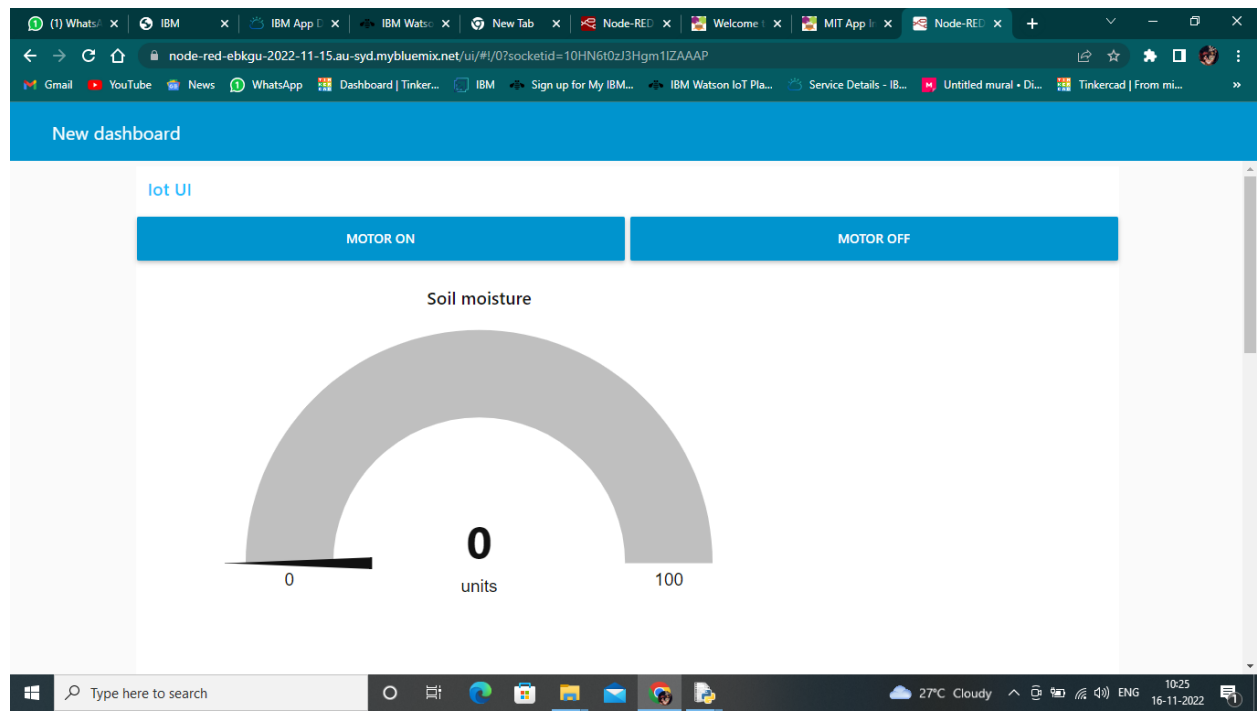 (1) Whats
IBM
IBM App D
IBM Watso
New Tab
Node-RED
Welcome t
MIT App In
Node-RED
node-red-ebkgu-2022-11-15.au-syd.mybluemix.net/ui/#!/0?socketid=10HN6t0zJ3Hgm1IZAAAP
Gmail YouTube News WhatsApp Dashboard | Tinker... IBM Sign up for My IBM... IBM Watson IoT Pla... Service Details - IB... Untitled mural • Di... Tinkercad | From mi... »
New dashboard
Iot UI
MOTOR ON MOTOR OFF
Soil moisture
0
0 100
units
Type here to search
27°C Cloudy ENG
10:25
16-11-2022